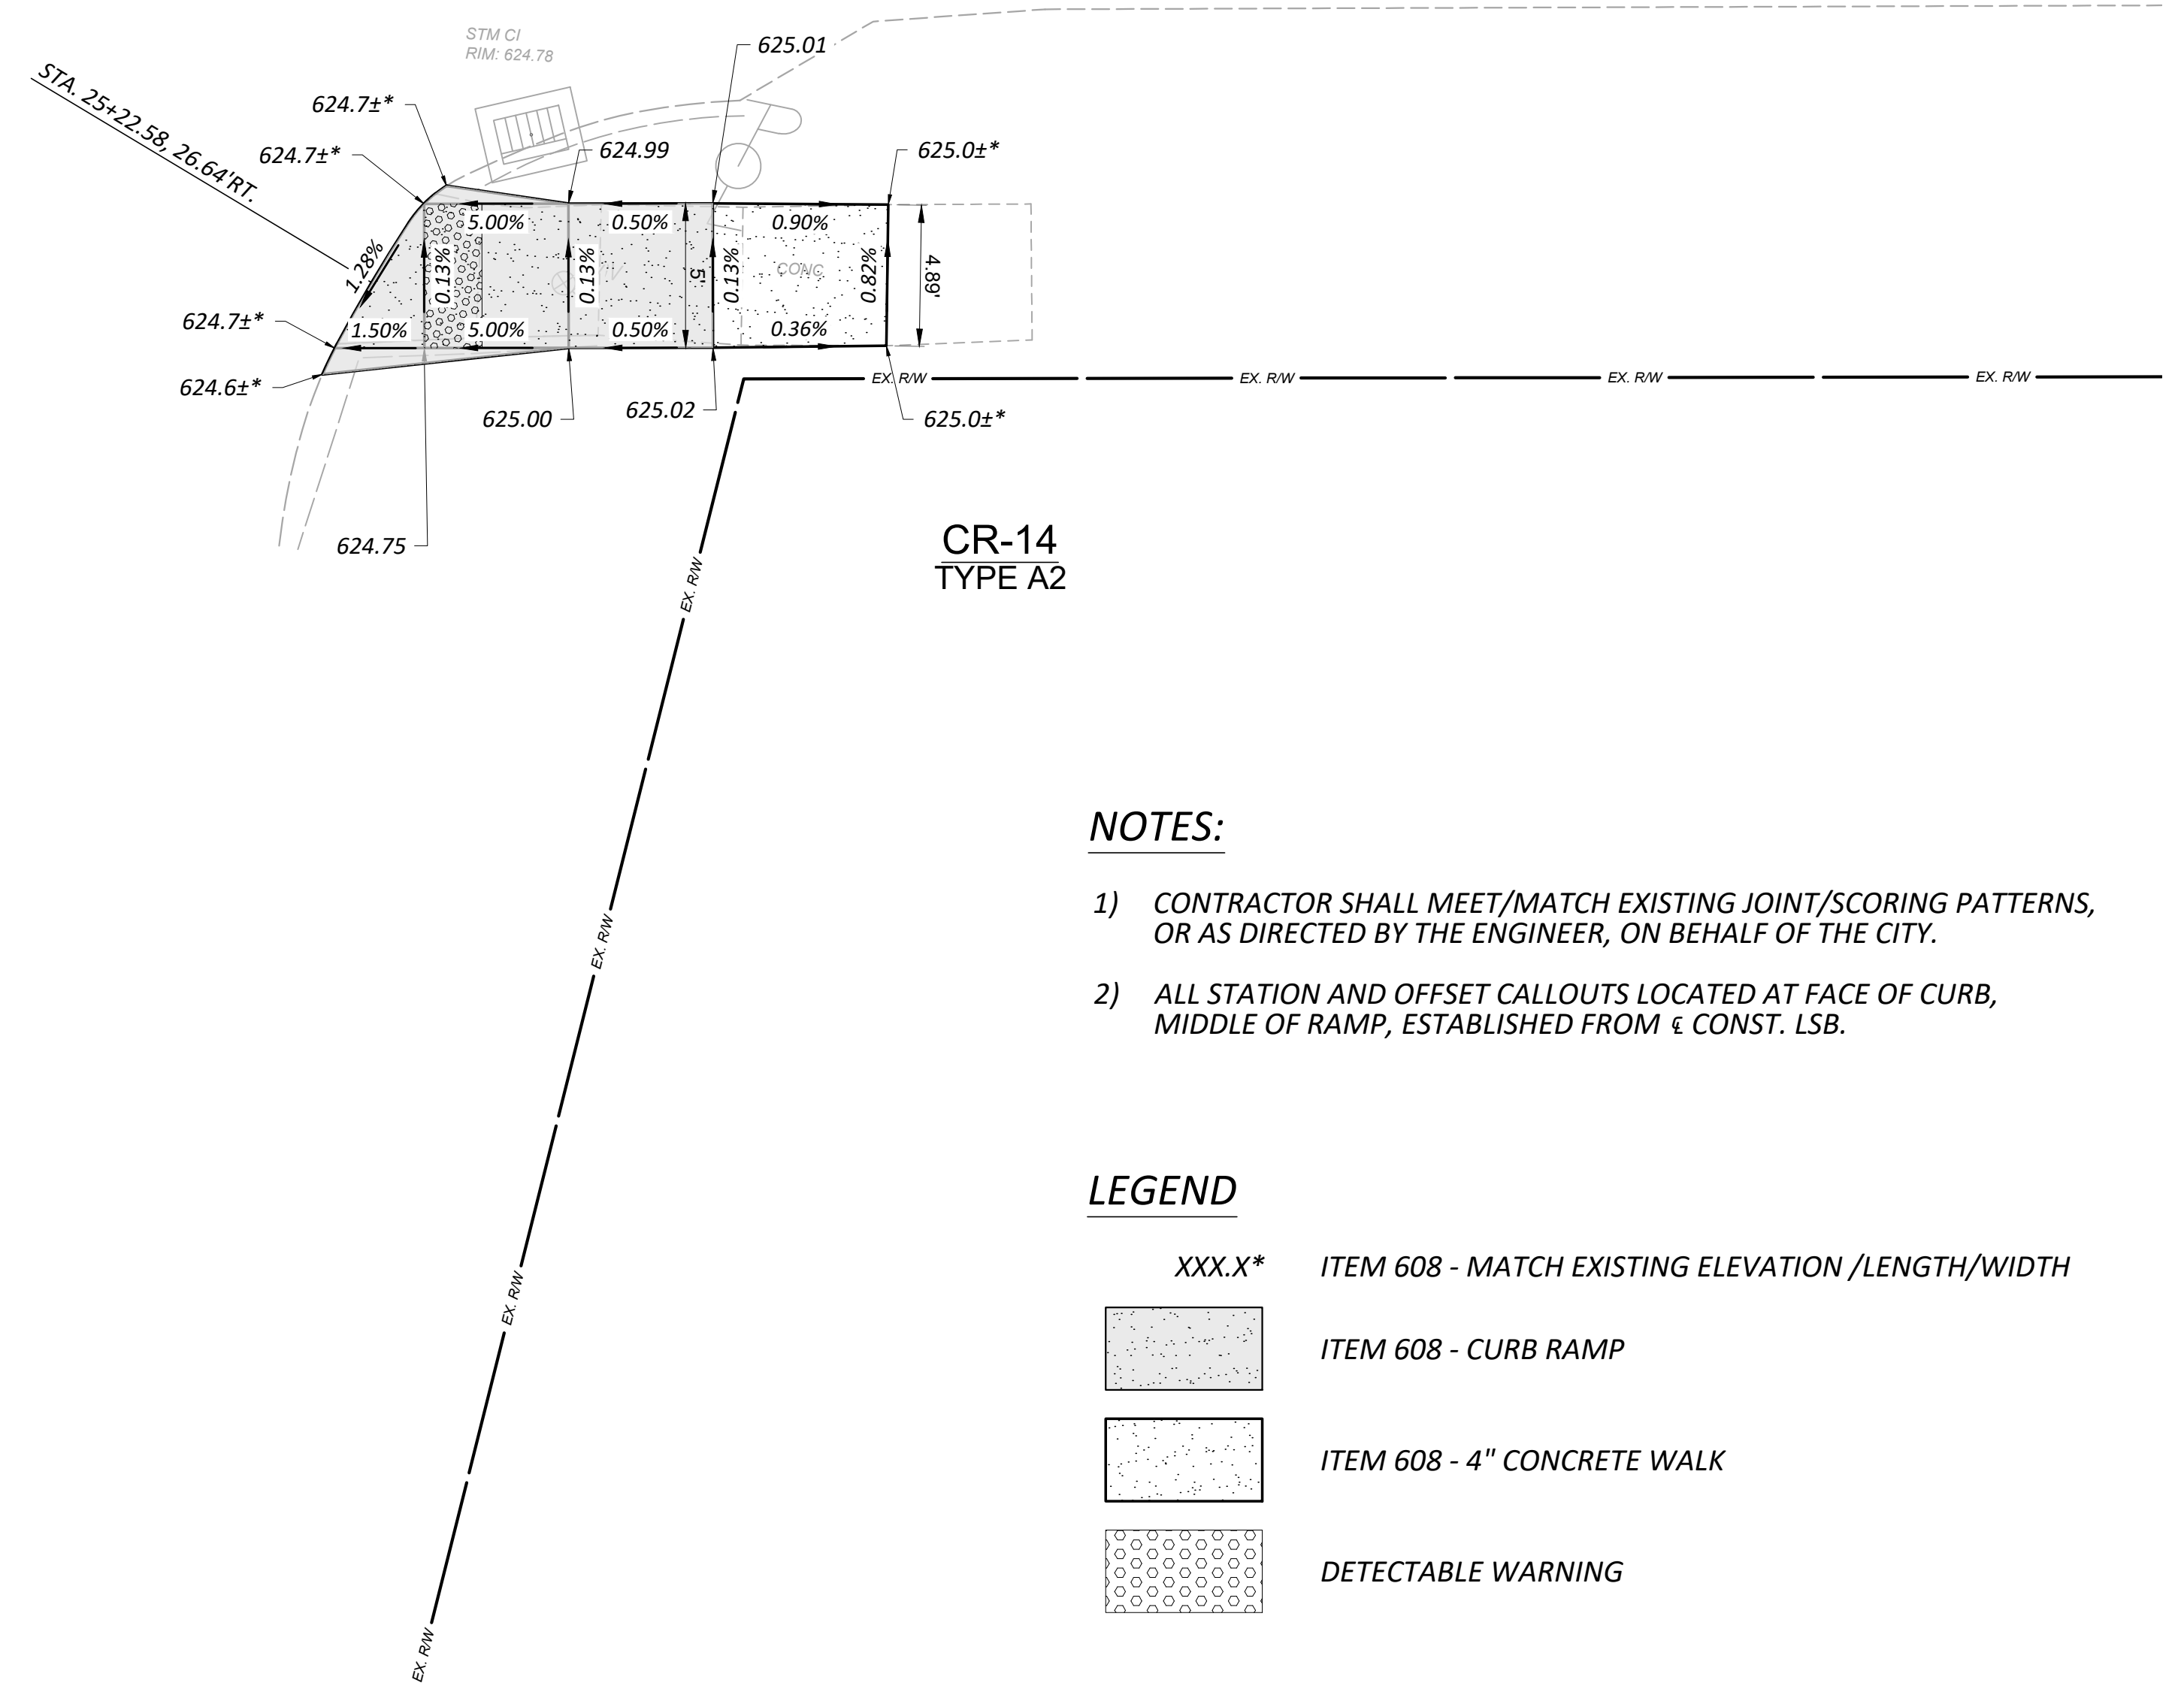 STM CI
RIM: 624.78
625.01
STA. 25+22.58, 26.64'RT.
624.7±*
624.7±*
624.99
625.0±*
5.00%
0.50%
0.90%
1.28%
0.13%
0.13%
5'
0.13%
CONC
0.82%
4.89'
624.7±*
1.50%
5.00%
0.50%
0.36%
624.6±*
EX. R/W
EX. R/W
EX. R/W
EX. R/W
625.00
625.02
625.0±*
624.75
CR-14
TYPE A2
EX. R/W
EX. R/W
EX. R/W
EX. R/W
NOTES:
1) CONTRACTOR SHALL MEET/MATCH EXISTING JOINT/SCORING PATTERNS,
OR AS DIRECTED BY THE ENGINEER, ON BEHALF OF THE CITY.
2) ALL STATION AND OFFSET CALLOUTS LOCATED AT FACE OF CURB,
MIDDLE OF RAMP, ESTABLISHED FROM ℄ CONST. LSB.
LEGEND
XXX.X* ITEM 608 - MATCH EXISTING ELEVATION /LENGTH/WIDTH
ITEM 608 - CURB RAMP
ITEM 608 - 4" CONCRETE WALK
DETECTABLE WARNING